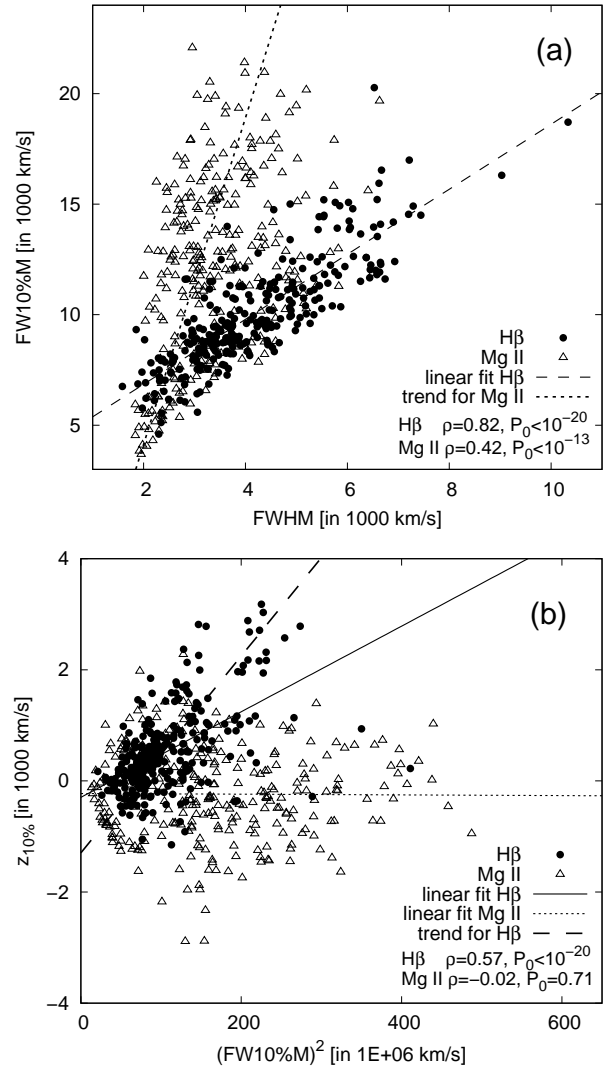 (a)
20
15
10
5
FW10%M [in 1000 km/s]
Hβ
Mg II
linear fit Hβ
trend for Mg II
Hβ ρ=0.82, P₀<10⁻²⁰
Mg II ρ=0.42, P₀<10⁻¹³
2 4 6 8 10
FWHM [in 1000 km/s]
(b)
4
2
0
−2
−4
z₁₀% [in 1000 km/s]
Hβ
Mg II
linear fit Hβ
linear fit Mg II
trend for Hβ
Hβ ρ=0.57, P₀<10⁻²⁰
Mg II ρ=−0.02, P₀=0.71
0 200 400 600
(FW10%M)² [in 1E+06 km/s]